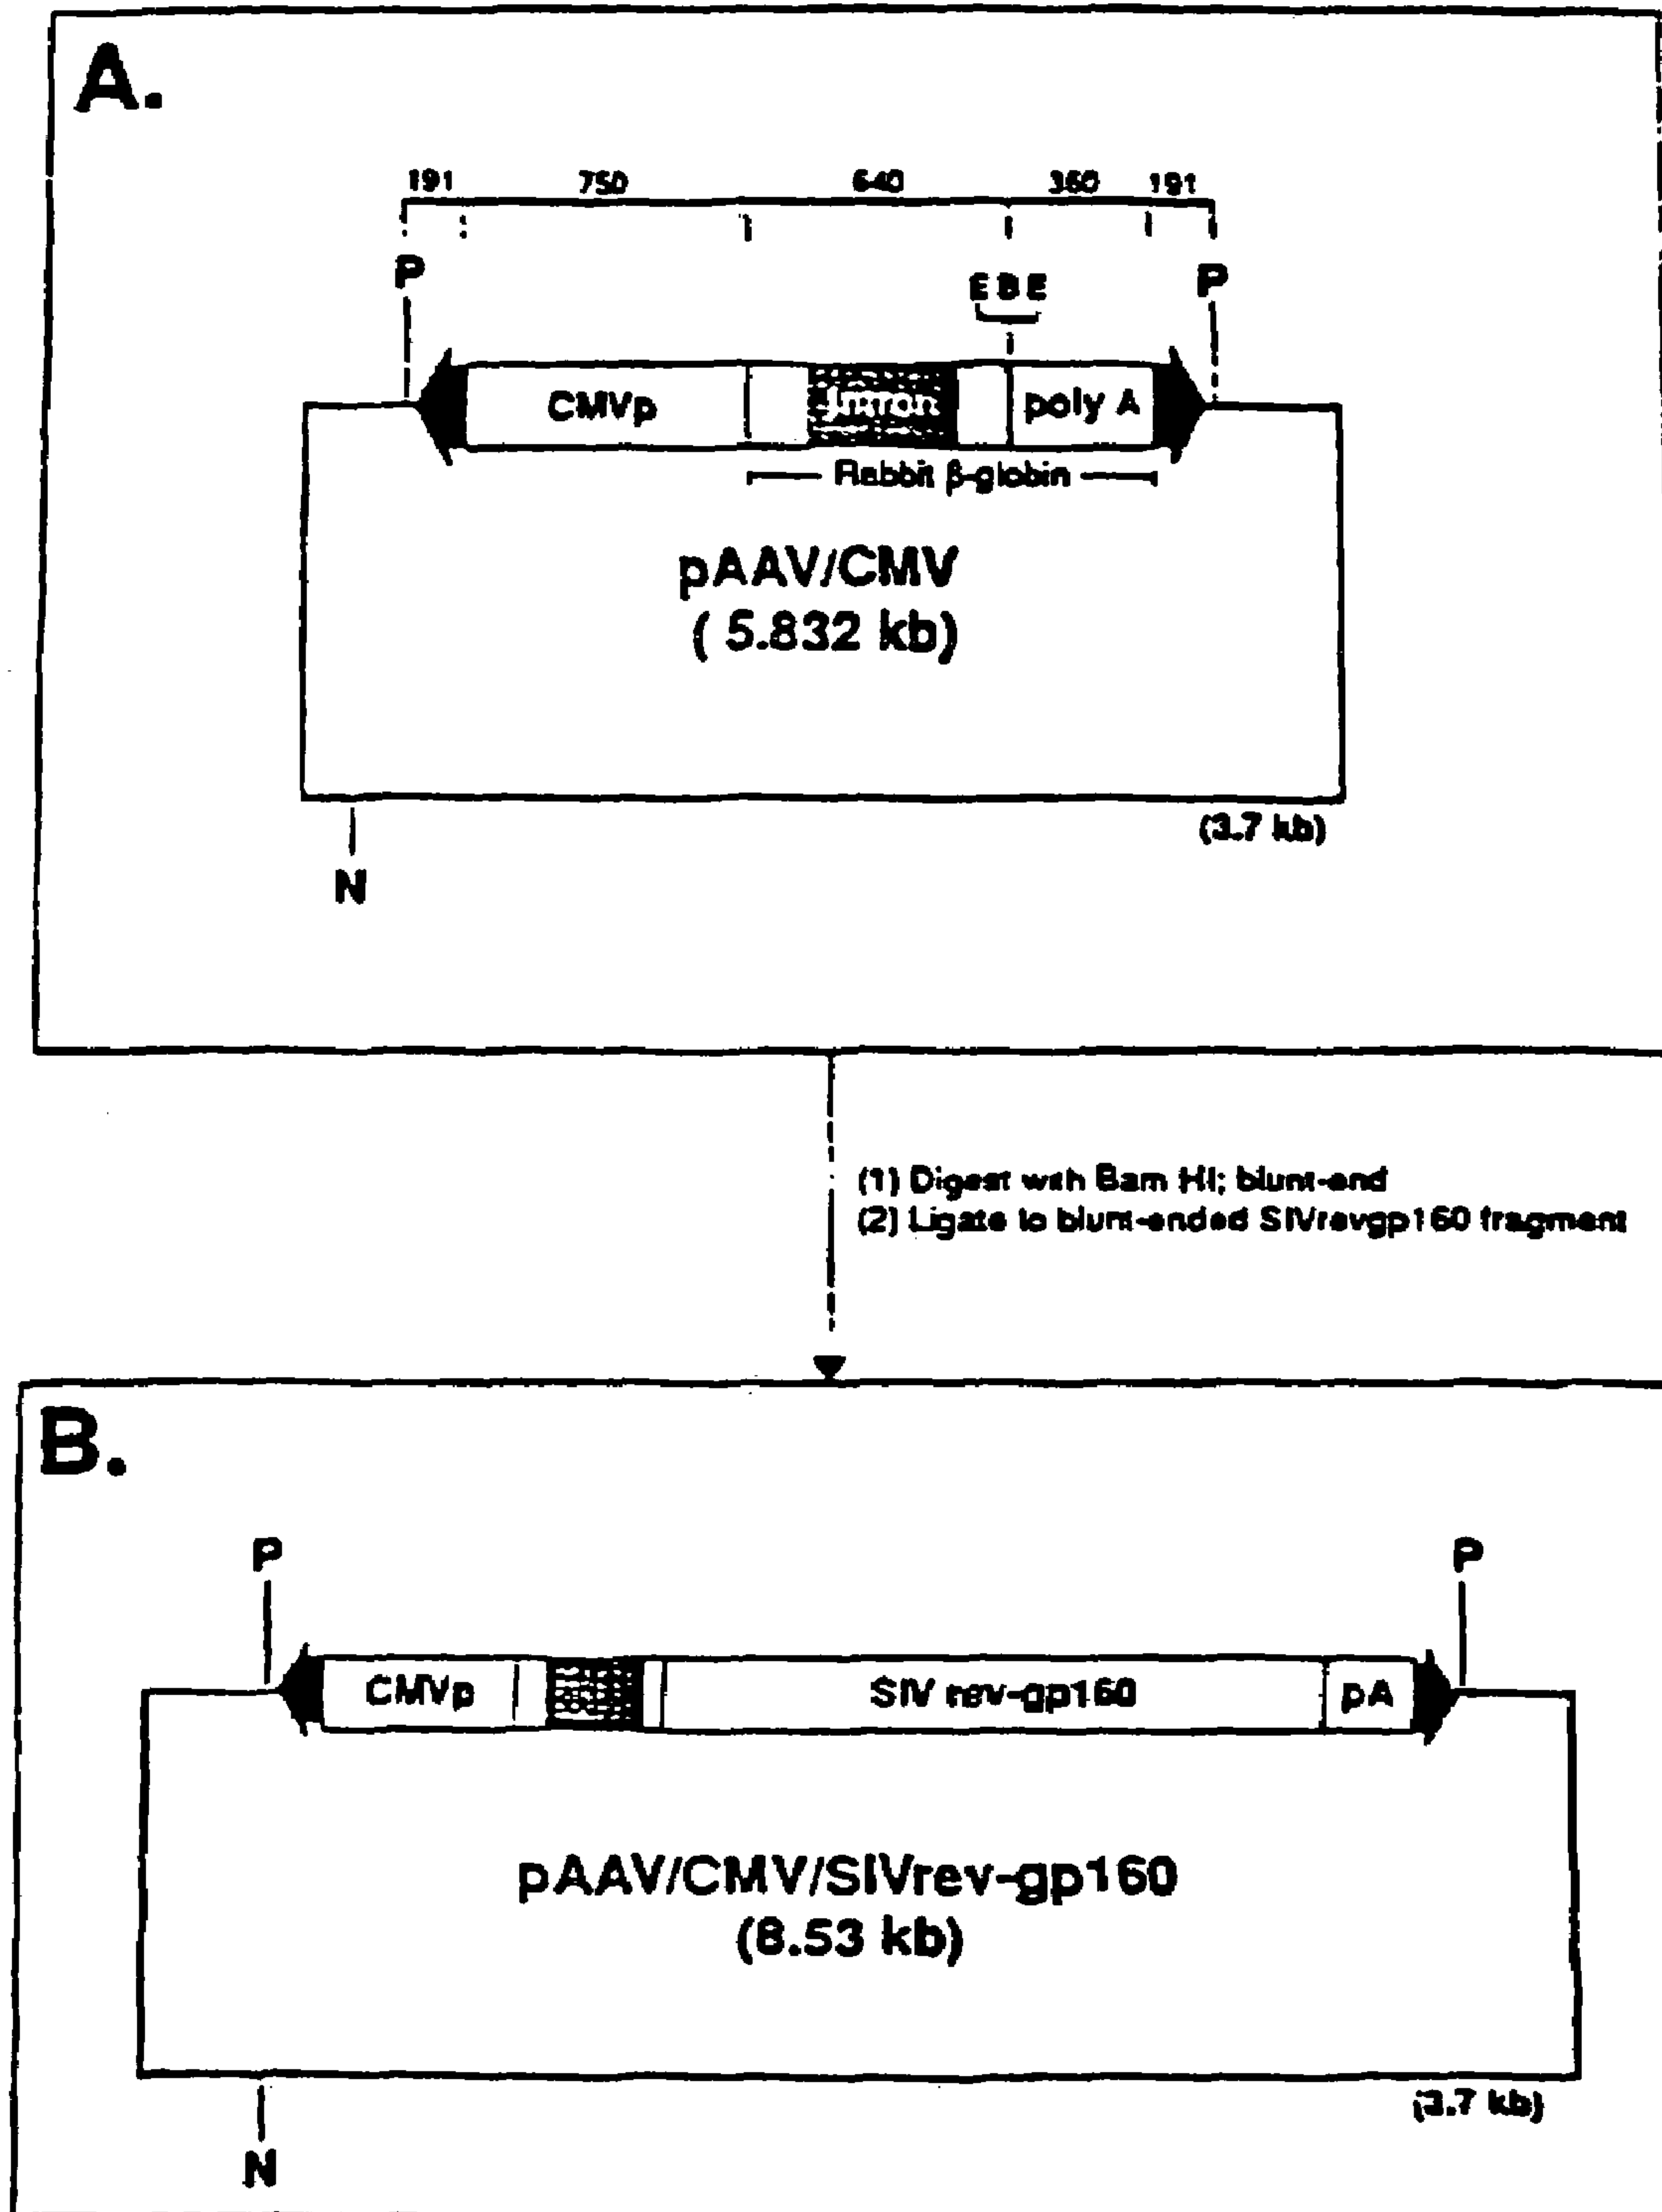 A.
191 750 640 360 191
P P
E B E
CMVp Intron poly A
Rabbit β-globin
pAAV/CMV
( 5.832 kb)
(3.7 kb)
N
(1) Digest with Bam HI; blunt-end
(2) Ligate to blunt-ended SIVrevgp160 fragment
B.
P P
CMVp SIV rev-gp160 pA
pAAV/CMV/SIVrev-gp160
(8.53 kb)
(3.7 kb)
N